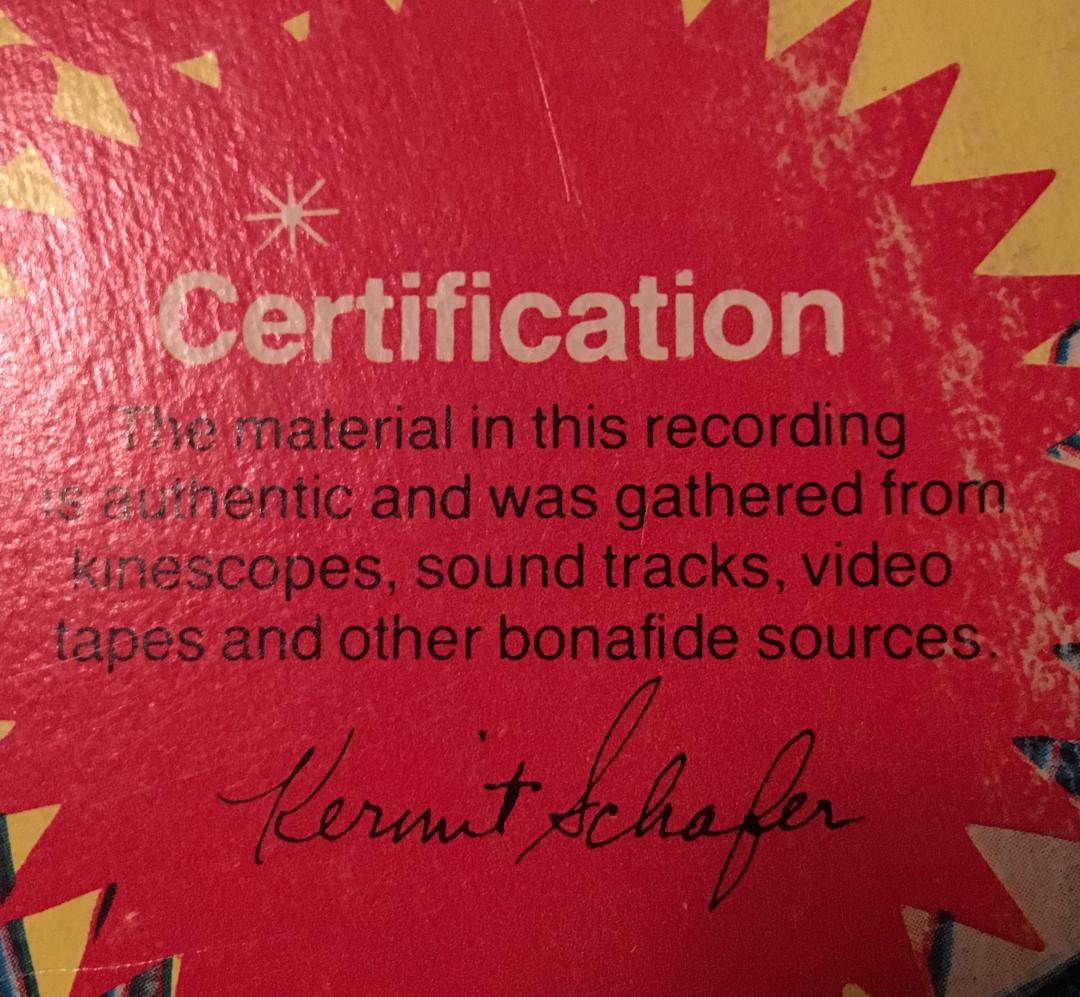 Certification
The material in this recording
is authentic and was gathered from
kinescopes, sound tracks, video
tapes and other bonafide sources.
Kermit Schafer